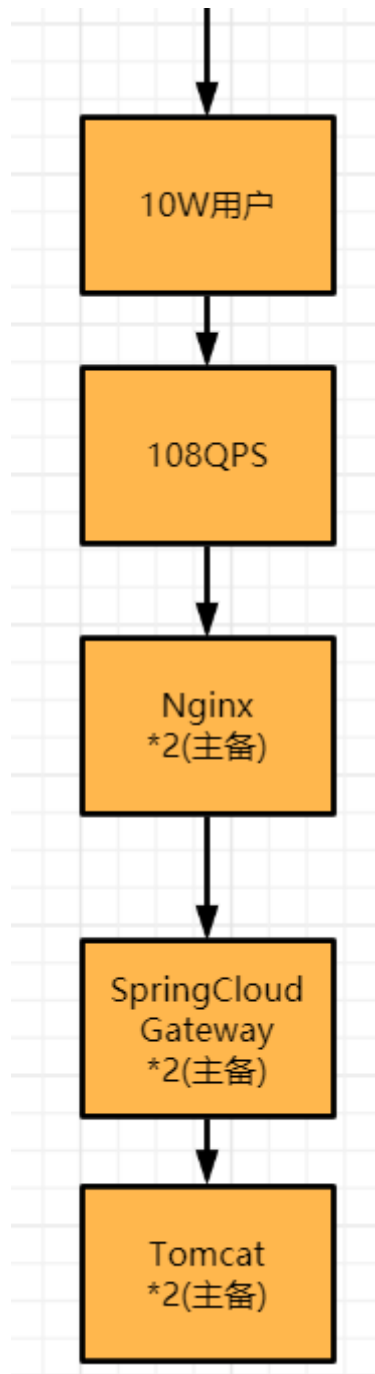 10W用户
108QPS
Nginx
*2(主备)
SpringCloud
Gateway
*2(主备)
Tomcat
*2(主备)